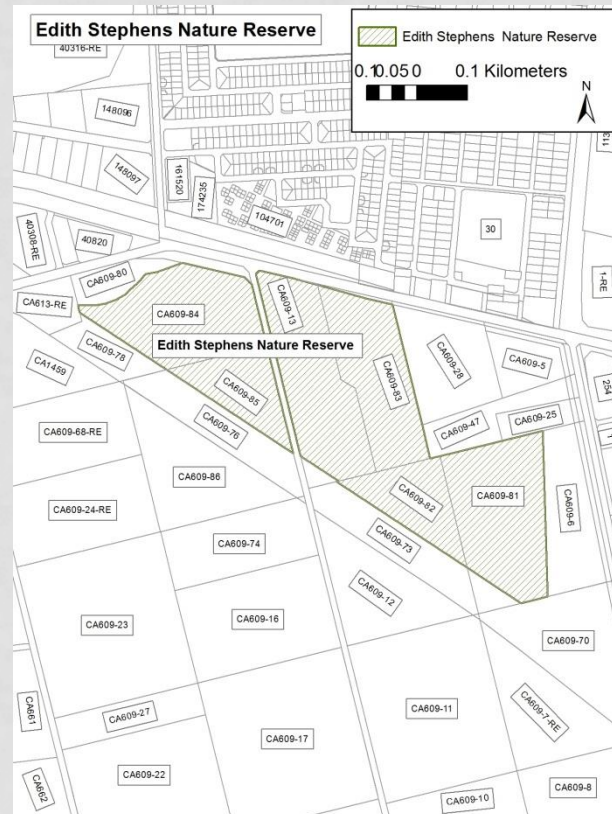 Edith Stephens Nature Reserve
Edith Stephens Nature Reserve
0.1 0.05 0 0.1 Kilometers
N
40316-RE
148096
148097
161520
174235
104701
30
40308-RE
40820
1-RE
CA609-80
CA613-RE
CA609-84
CA609-13
CA609-78
CA1459
Edith Stephens Nature Reserve
CA609-28
CA609-5
CA609-83
254
CA609-85
CA609-25
CA609-47
CA609-76
CA609-68-RE
CA609-86
CA609-82
CA609-81
CA609-6
CA609-24-RE
CA609-74
CA609-73
CA609-12
CA609-23
CA609-16
CA609-70
CA661
CA609-27
CA609-11
CA609-7-RE
CA609-17
CA609-22
CA662
CA609-10
CA609-8